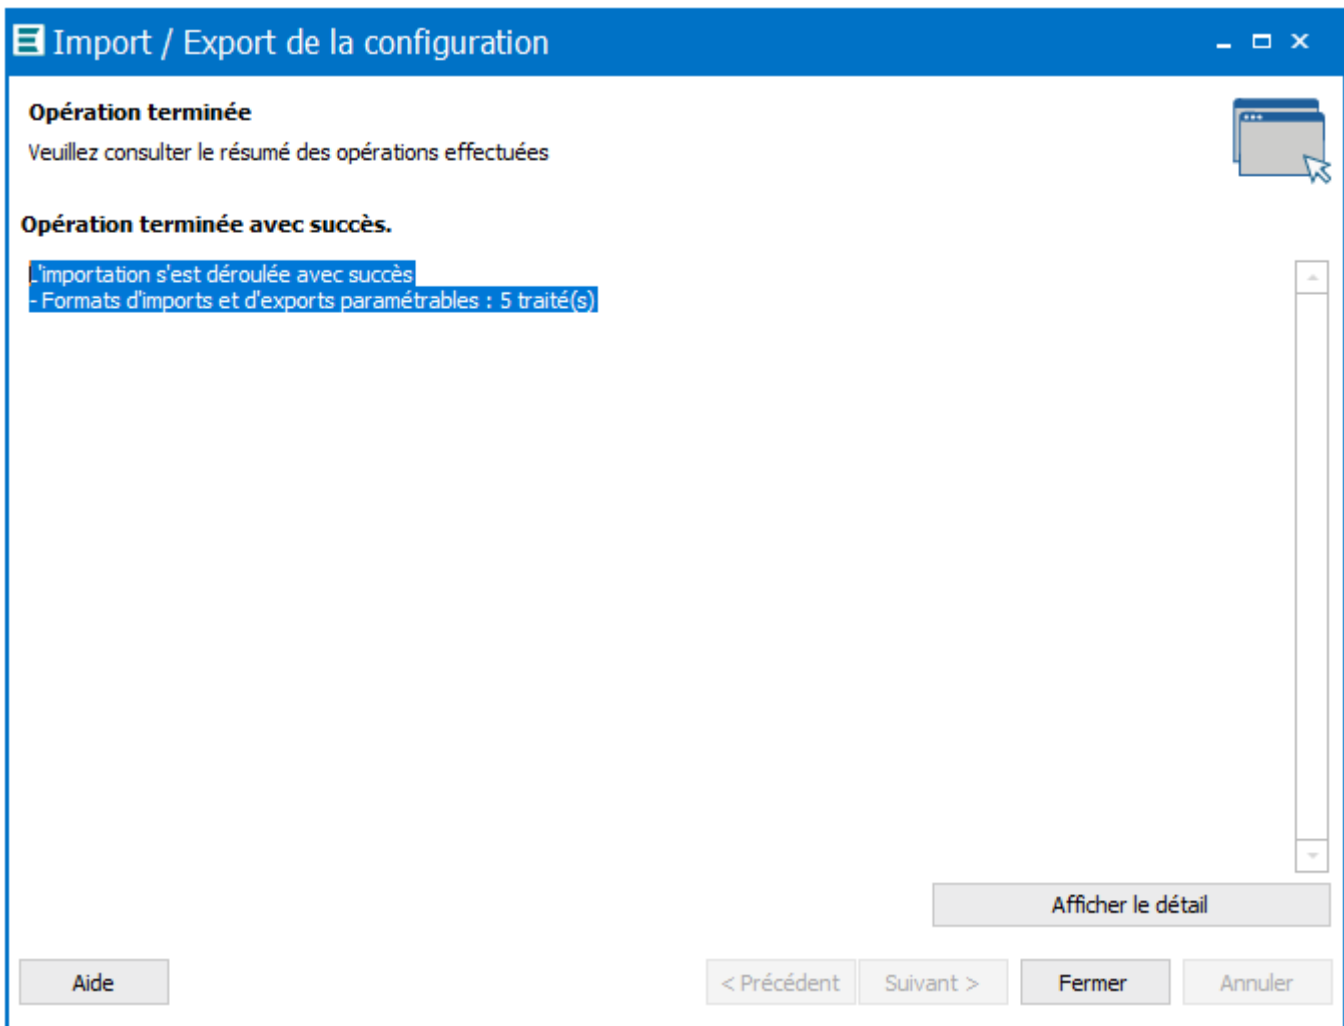 Import / Export de la configuration
Opération terminée
Veuillez consulter le résumé des opérations effectuées
Opération terminée avec succès.
L'importation s'est déroulée avec succès
- Formats d'imports et d'exports paramétrables : 5 traité(s)
Afficher le détail
Aide
< Précédent
Suivant >
Fermer
Annuler